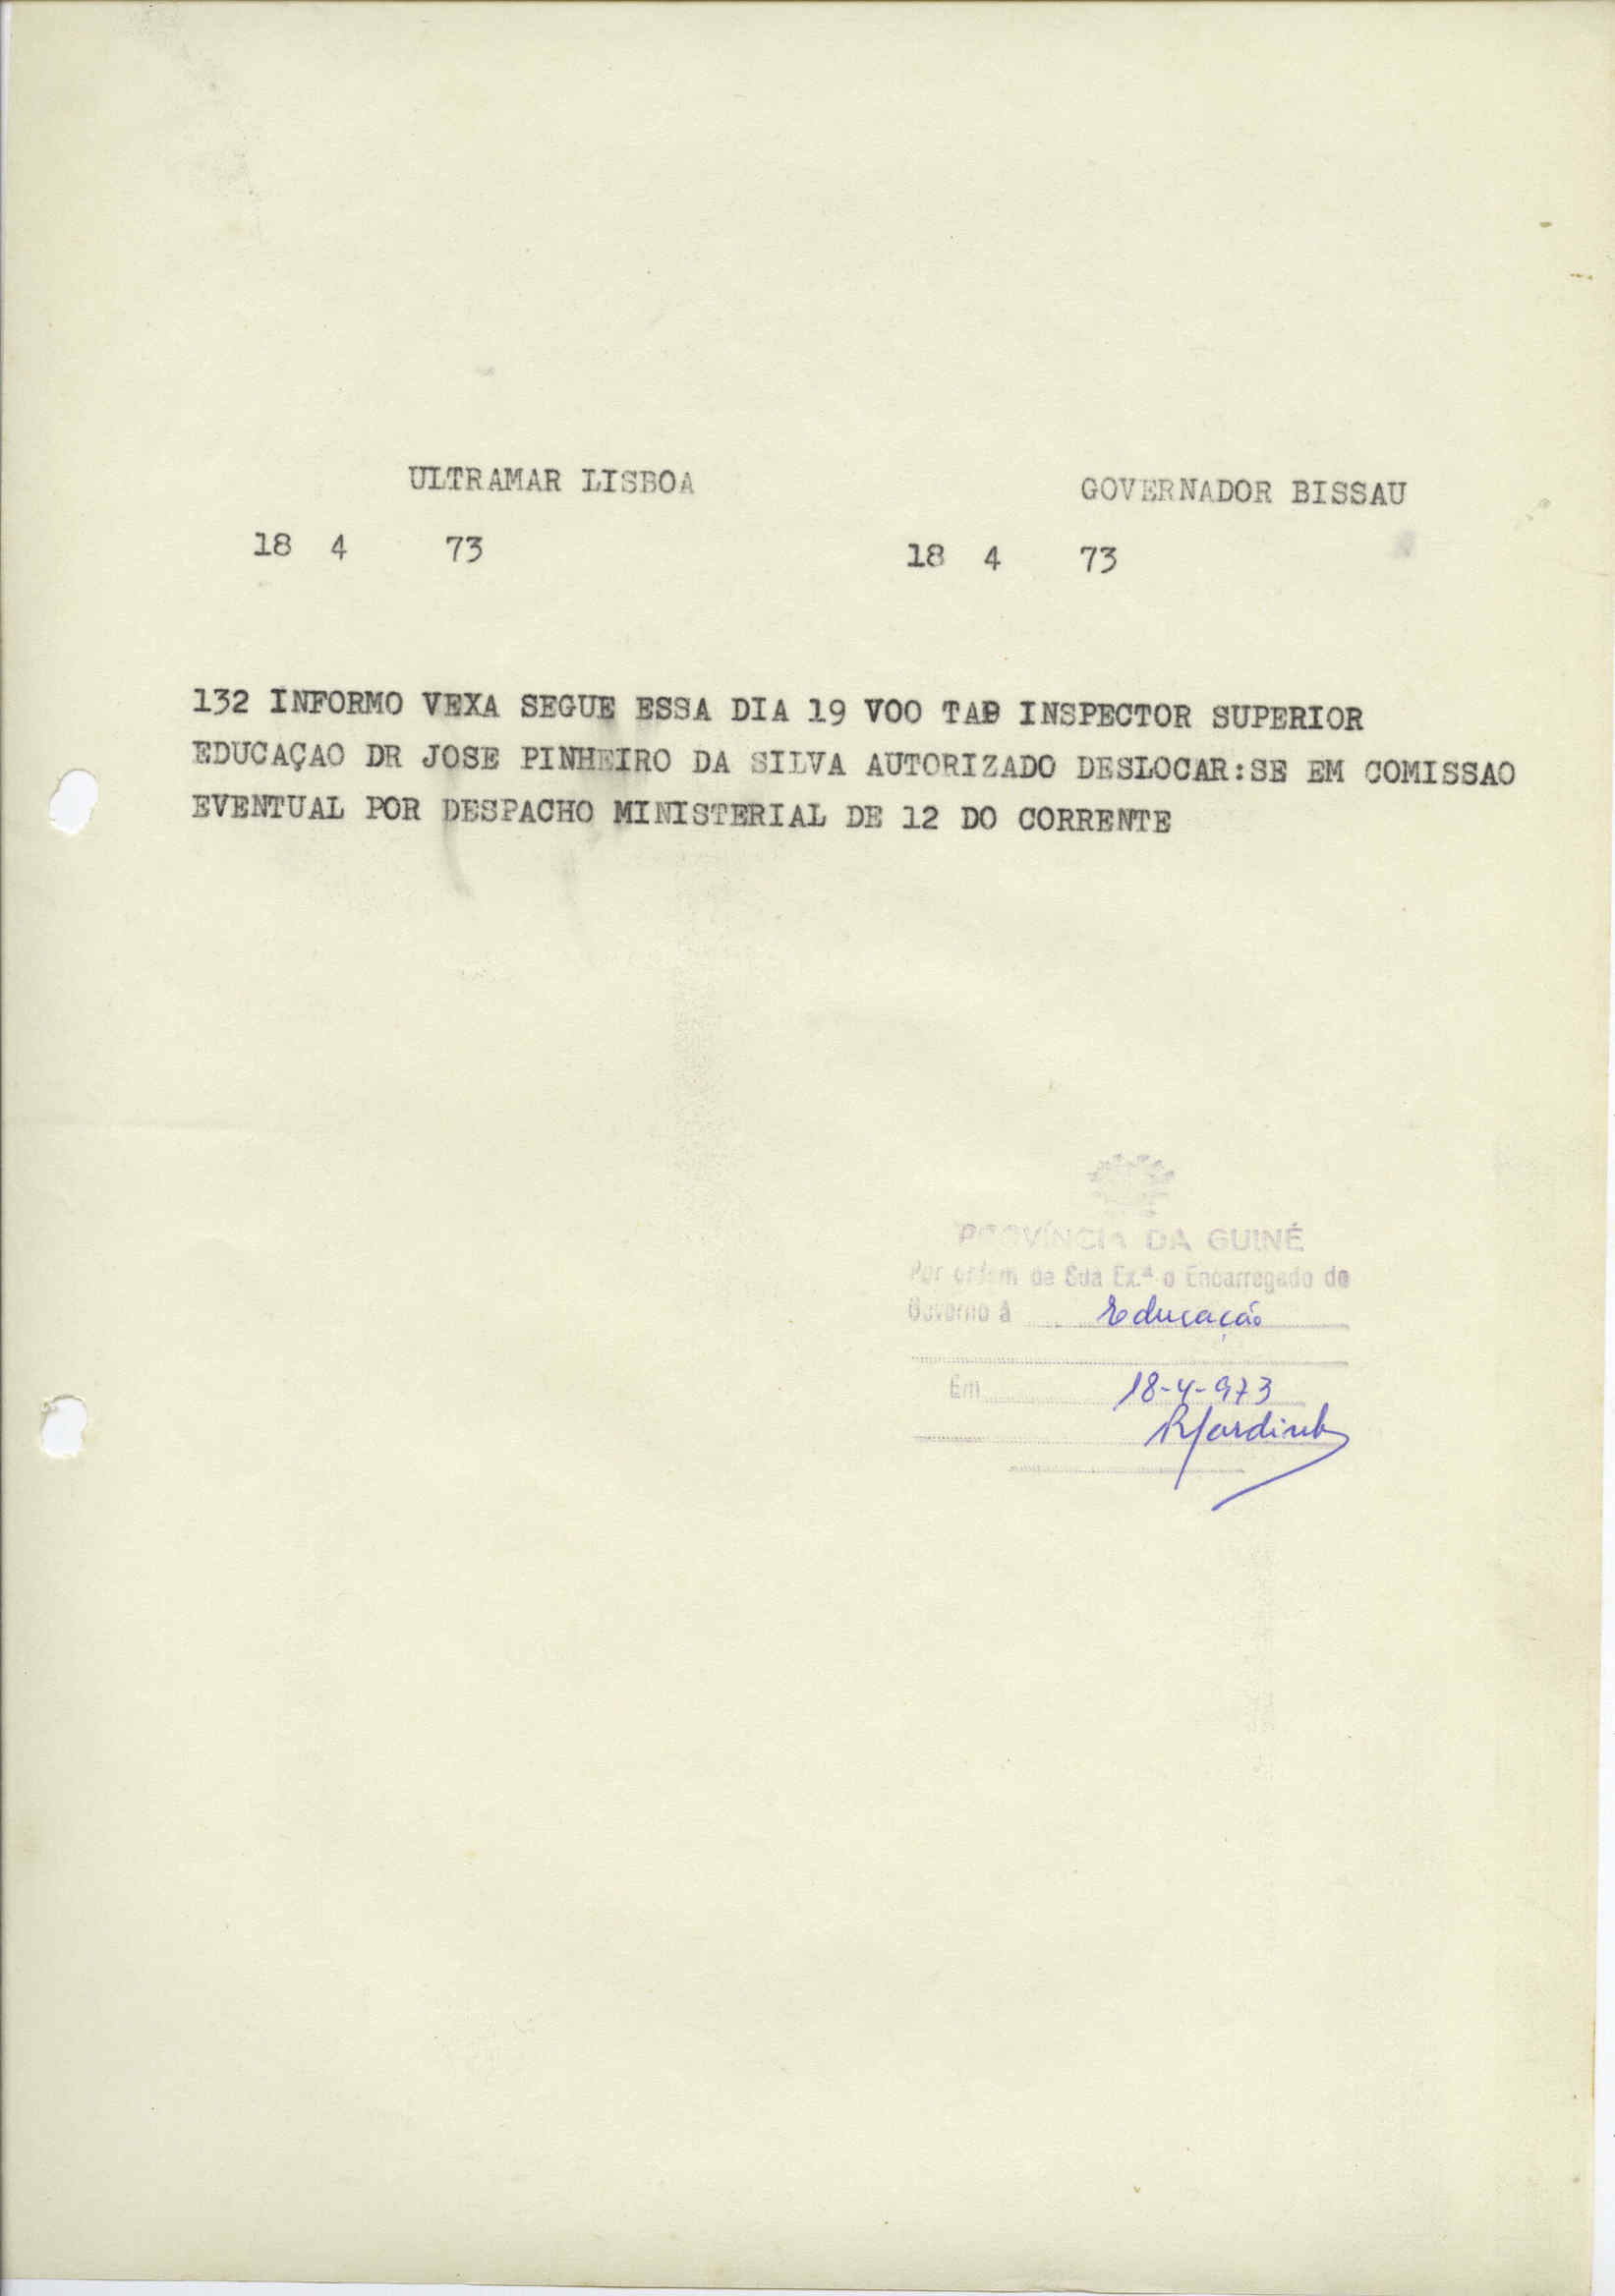 ULTRAMAR LISBOA GOVERNADOR BISSAU
18 4 73 18 4 73
132 INFORMO VEXA SEGUE ESSA DIA 19 VOO TAP INSPECTOR SUPERIOR
EDUCAÇAO DR JOSE PINHEIRO DA SILVA AUTORIZADO DESLOCAR:SE EM COMISSAO
EVENTUAL POR DESPACHO MINISTERIAL DE 12 DO CORRENTE
PROVÍNCIA DA GUINÉ
Por ordem de Sua Ex.ª o Encarregado do
Governo à Educação
Em 18-4-973